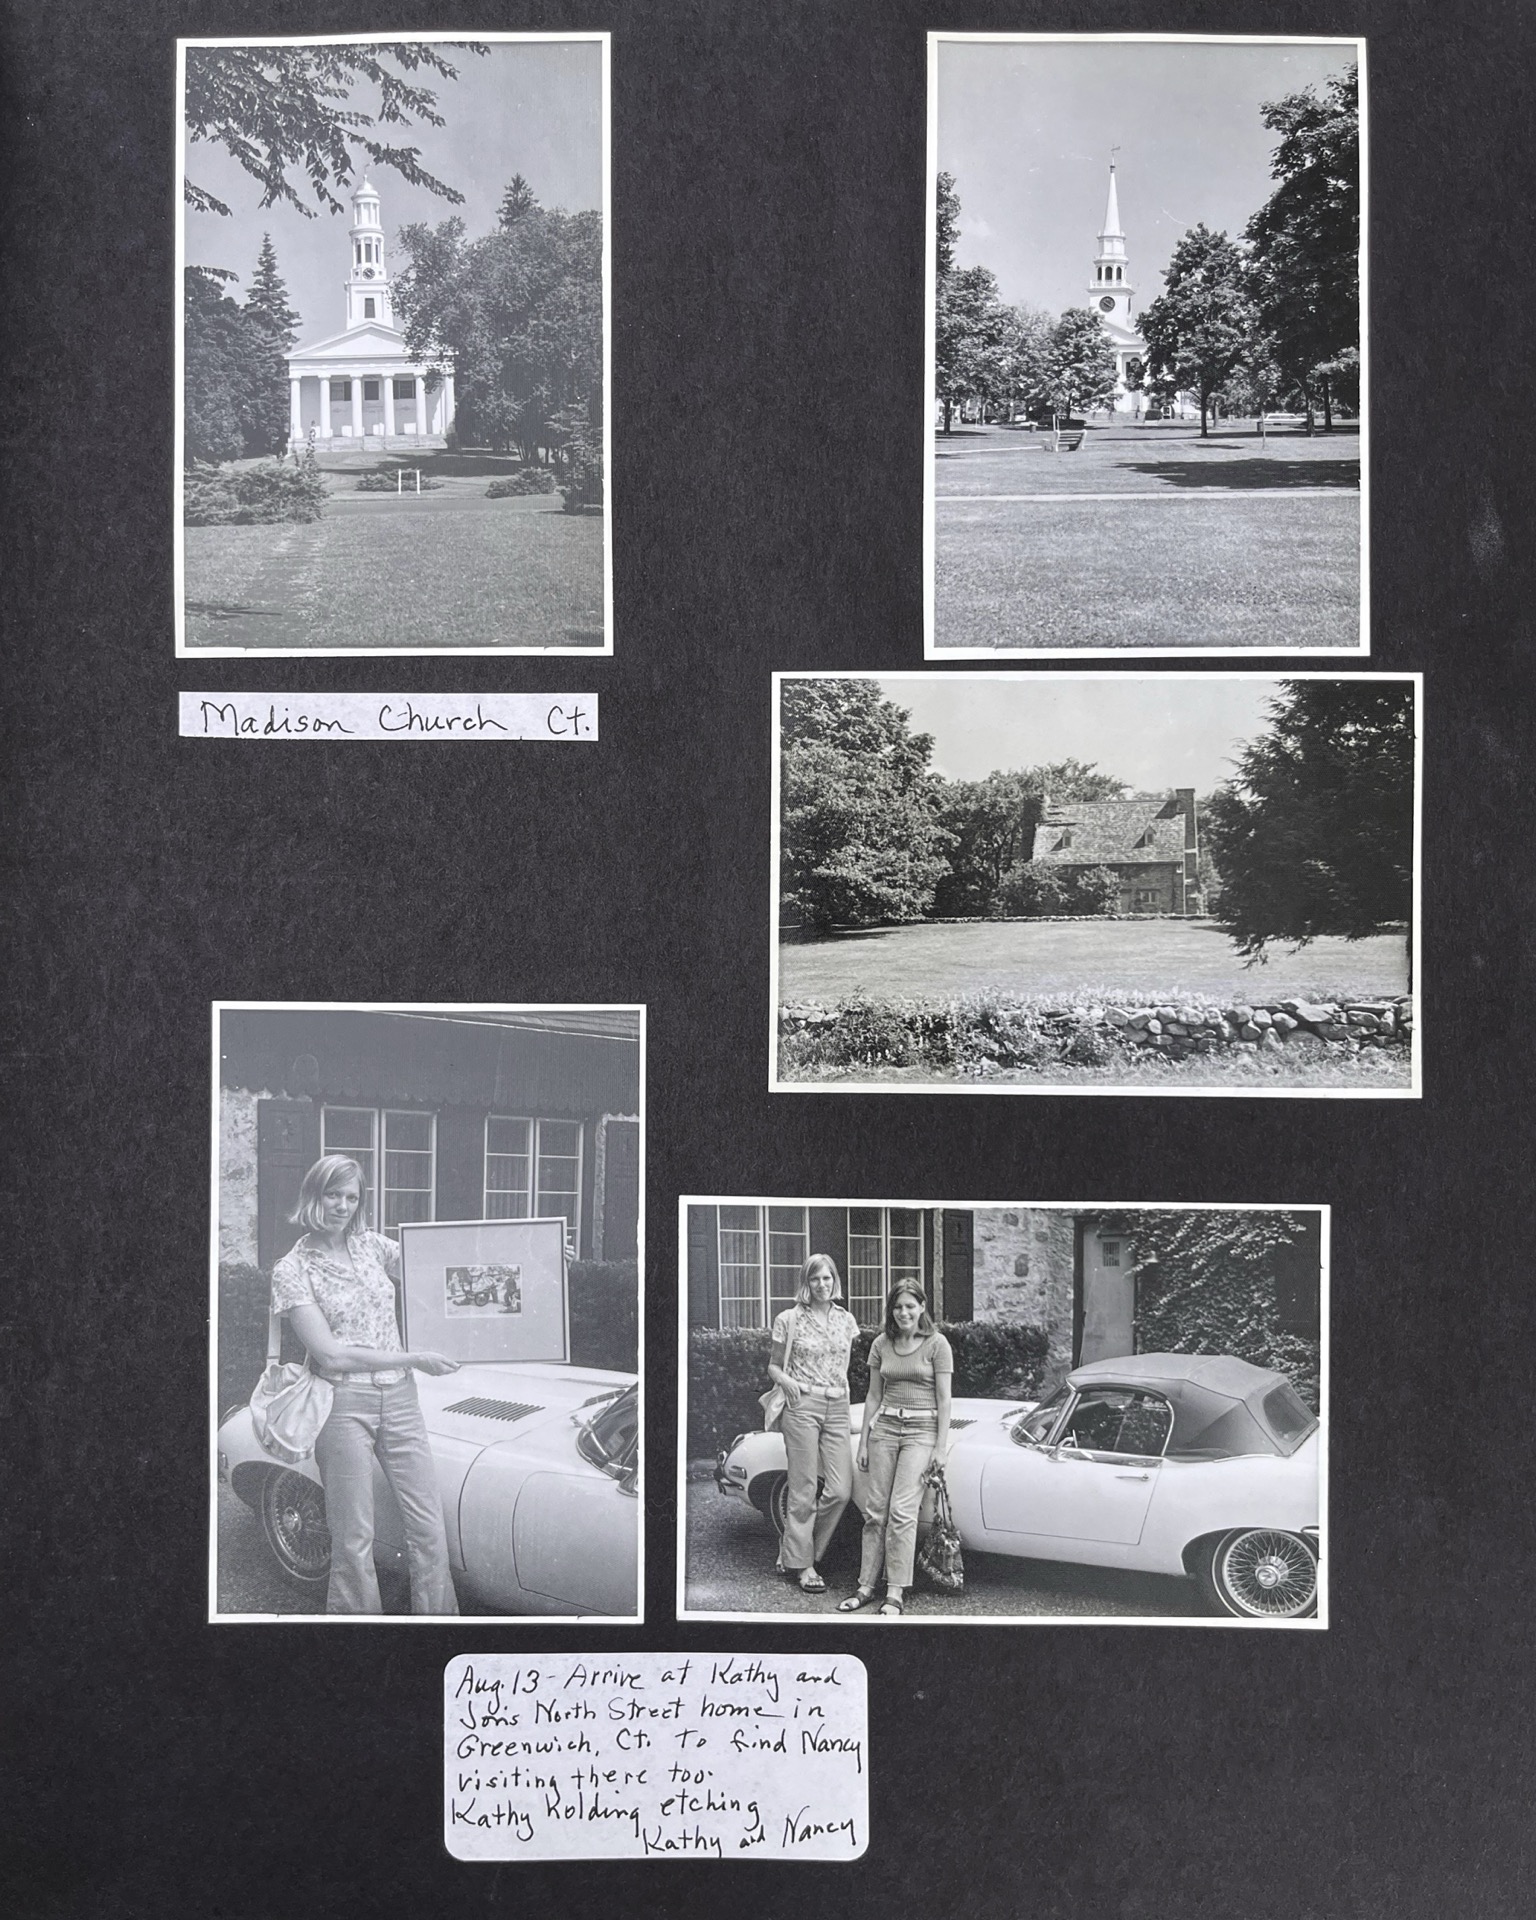 Madison Church, Ct.
Aug. 13 - Arrive at Kathy and
Jon's North Street home in
Greenwich, Ct. to find Nancy
visiting there too.
Kathy holding etching
Kathy and Nancy